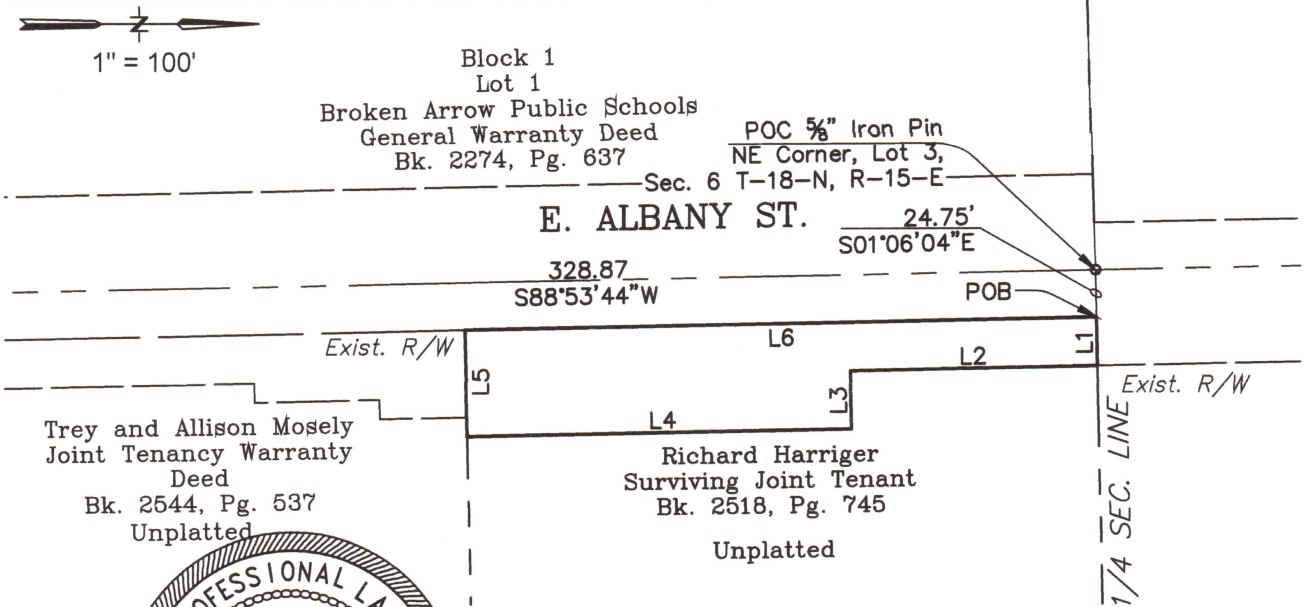 N
1" = 100'
Block 1
Lot 1
Broken Arrow Public Schools
General Warranty Deed
Bk. 2274, Pg. 637
POC ⅝" Iron Pin
NE Corner, Lot 3,
Sec. 6 T-18-N, R-15-E
E. ALBANY ST.
24.75'
S01°06'04"E
328.87
S88°53'44"W
POB
Exist. R/W
L6
L1
L2
L5
L3
L4
Exist. R/W
Trey and Allison Mosely
Joint Tenancy Warranty
Deed
Bk. 2544, Pg. 537
Unplatted
Richard Harriger
Surviving Joint Tenant
Bk. 2518, Pg. 745
Unplatted
1/4 SEC. LINE
OFESSIONAL LA